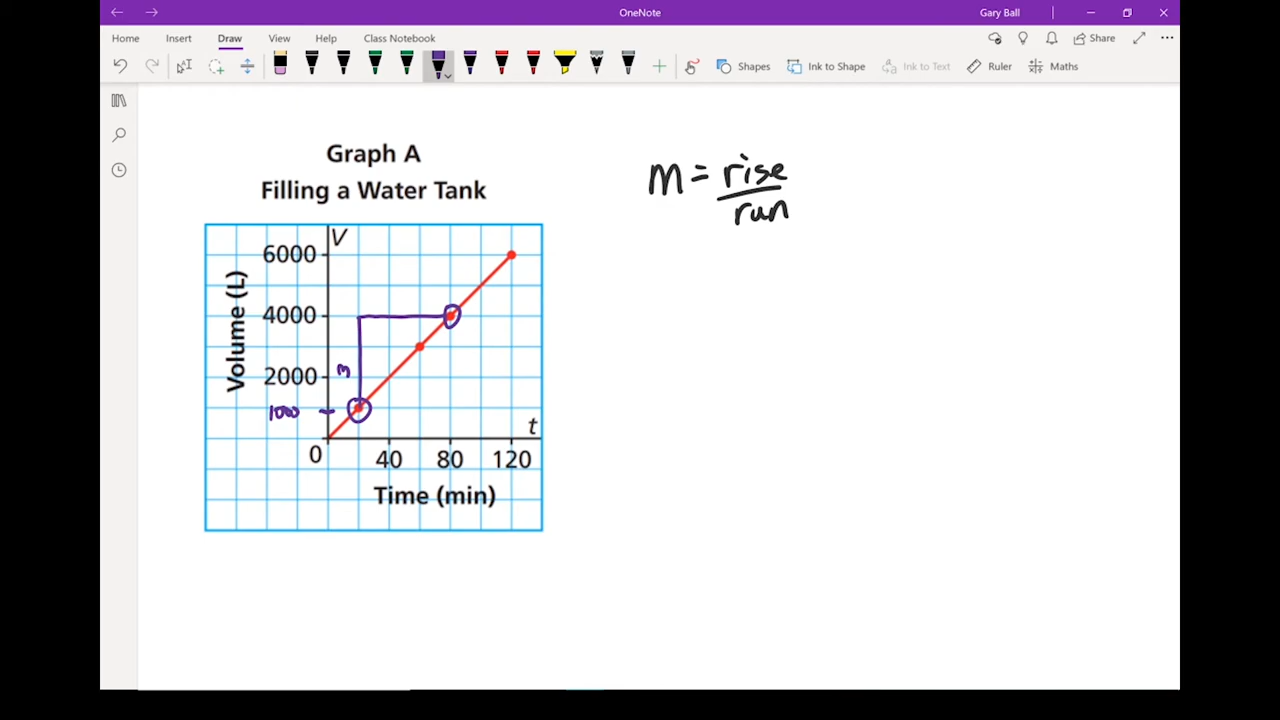 OneNote
Gary Ball
Home Insert Draw View Help Class Notebook
Share
Shapes Ink to Shape Ink to Text Ruler Maths
Graph A
Filling a Water Tank
m = rise
run
V
6000
4000
Volume (L)
3
2000
1000
t
0 40 80 120
Time (min)